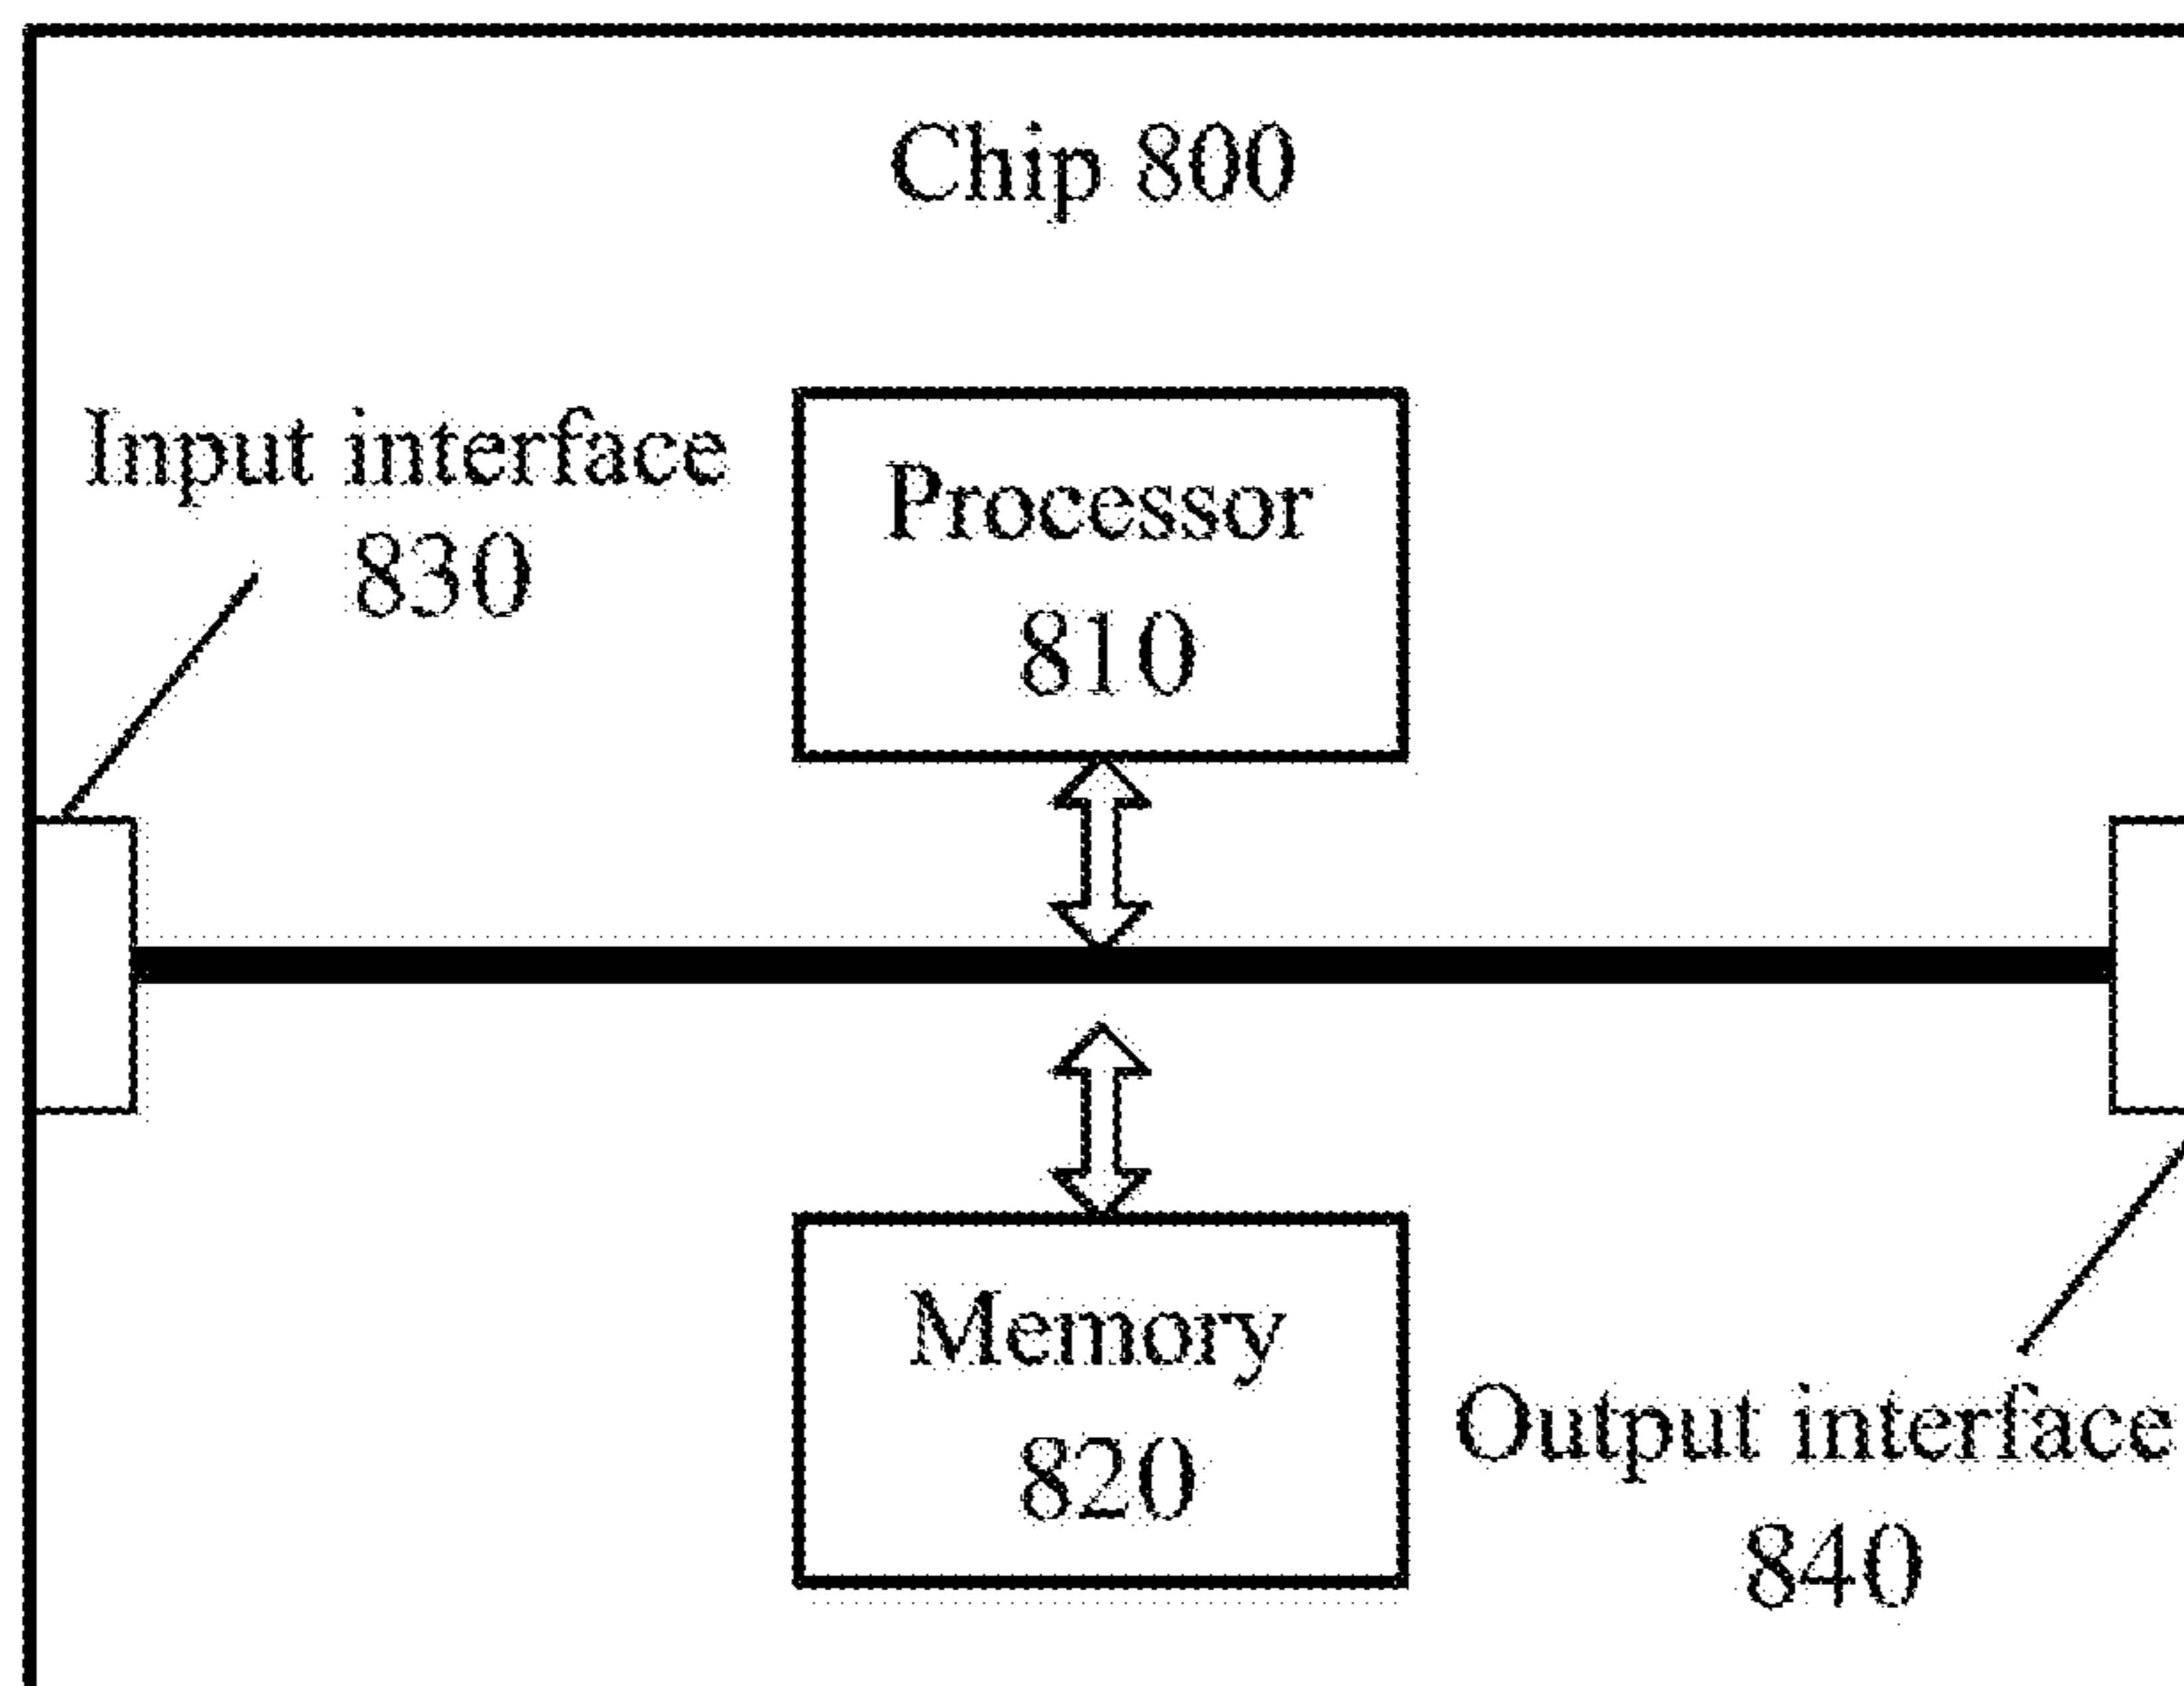 Chip 800
Input interface
830
Processor
810
Memory
820
Output interface
840